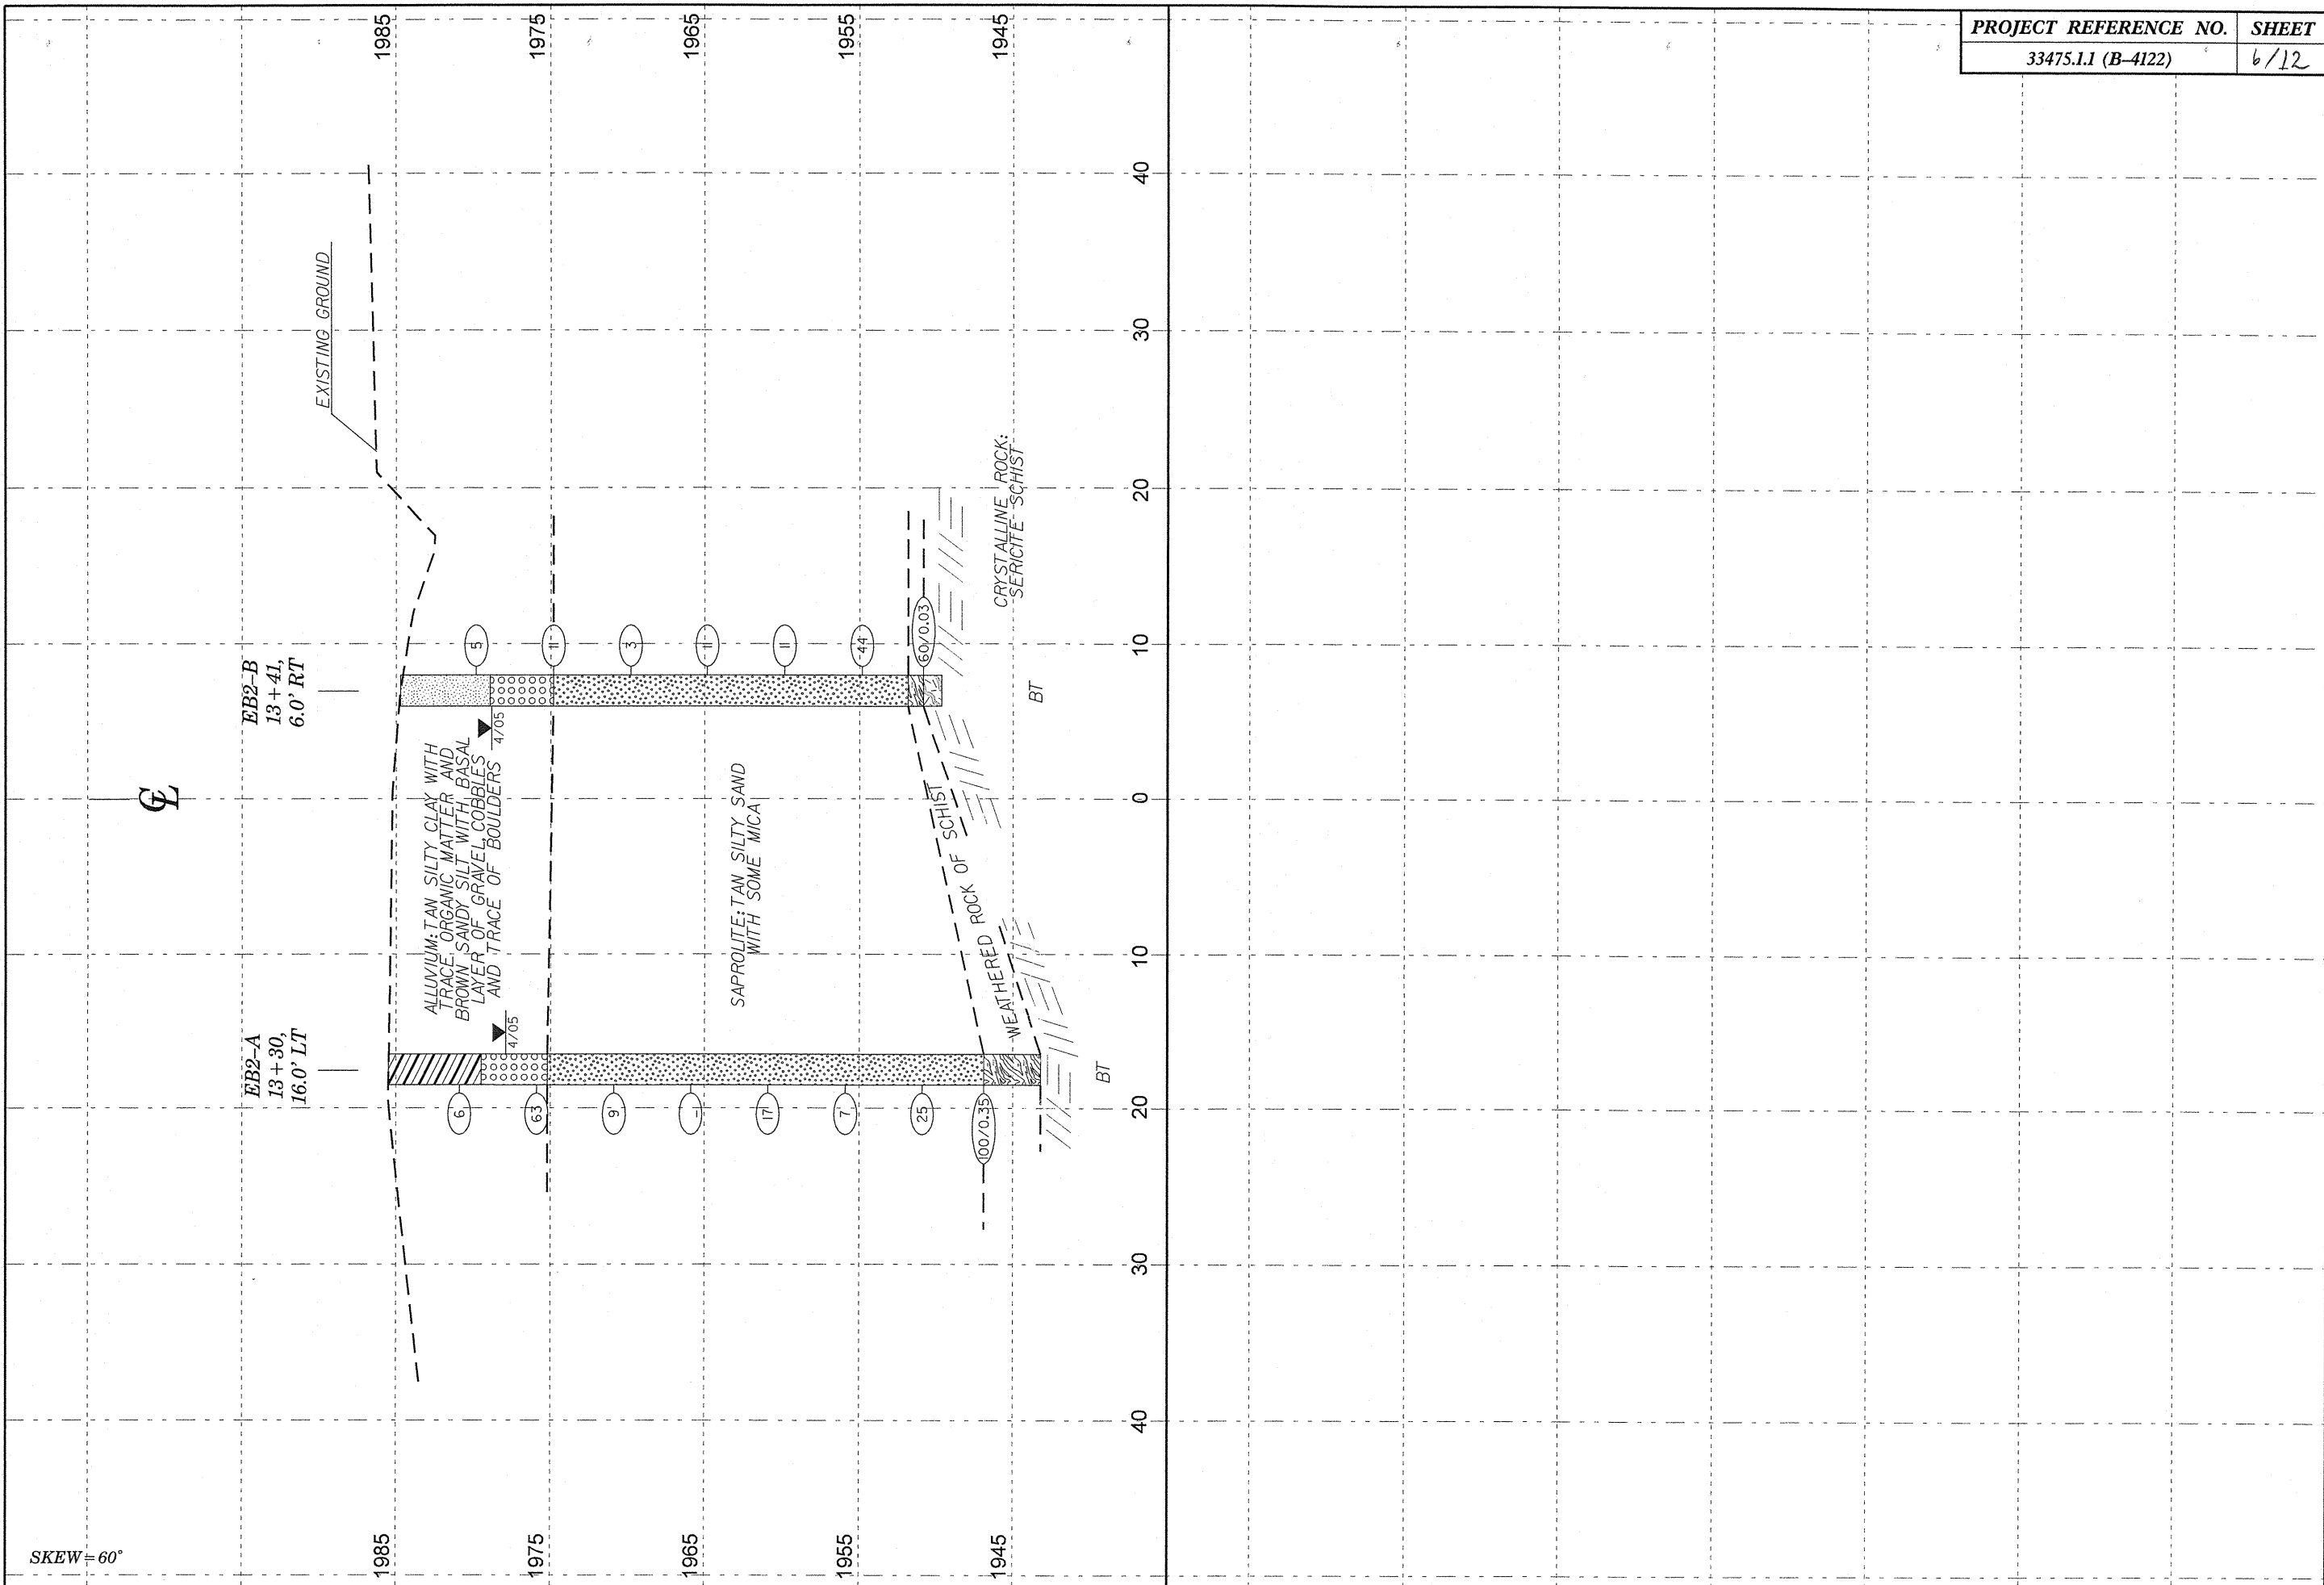 PROJECT REFERENCE NO. SHEET
33475.1.1 (B-4122) 6/12
SKEW=60°
℄
EB2-A
13+30,
16.0' LT
EB2-B
13+41,
6.0' RT
EXISTING GROUND
1985
1985
ALLUVIUM: TAN SILTY CLAY WITH
TRACE ORGANIC MATTER AND
BROWN SANDY SILT WITH BASAL
LAYER OF GRAVEL, COBBLES
AND TRACE OF BOULDERS
4/05
4/05
6
5
63
11
1975
1975
9
3
11
1965
1965
SAPROLITE: TAN SILTY SAND
WITH SOME MICA
17
11
7
44
1955
1955
25
60/0.03
100/0.35
WEATHERED ROCK OF SCHIST
CRYSTALLINE ROCK:
SERICITE SCHIST
1945
1945
BT
BT
40
30
20
10
0
10
20
30
40